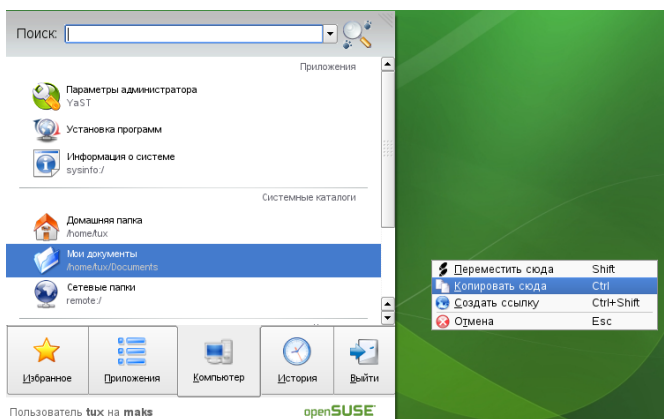 Поиск:
Приложения
Параметры администратора
YaST
Установка программ
Информация о системе
sysinfo:/
Системные каталоги
Домашняя папка
/home/tux
Мои документы
/home/tux/Documents
Сетевые папки
remote:/
Переместить сюда Shift
Копировать сюда Ctrl
Создать ссылку Ctrl+Shift
Отмена Esc
Избранное Приложения Компьютер История Выйти
Пользователь tux на maks openSUSE